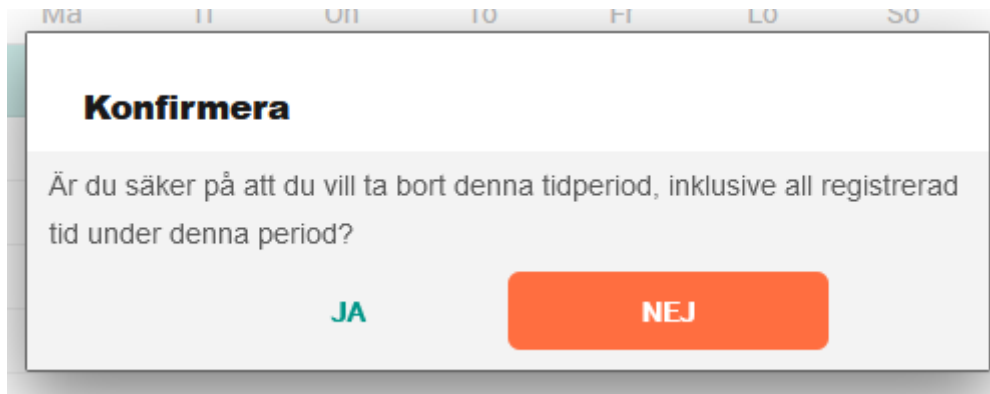 Må Ti On To Fr Lö Sö
Konfirmera
Är du säker på att du vill ta bort denna tidperiod, inklusive all registrerad
tid under denna period?
JA NEJ